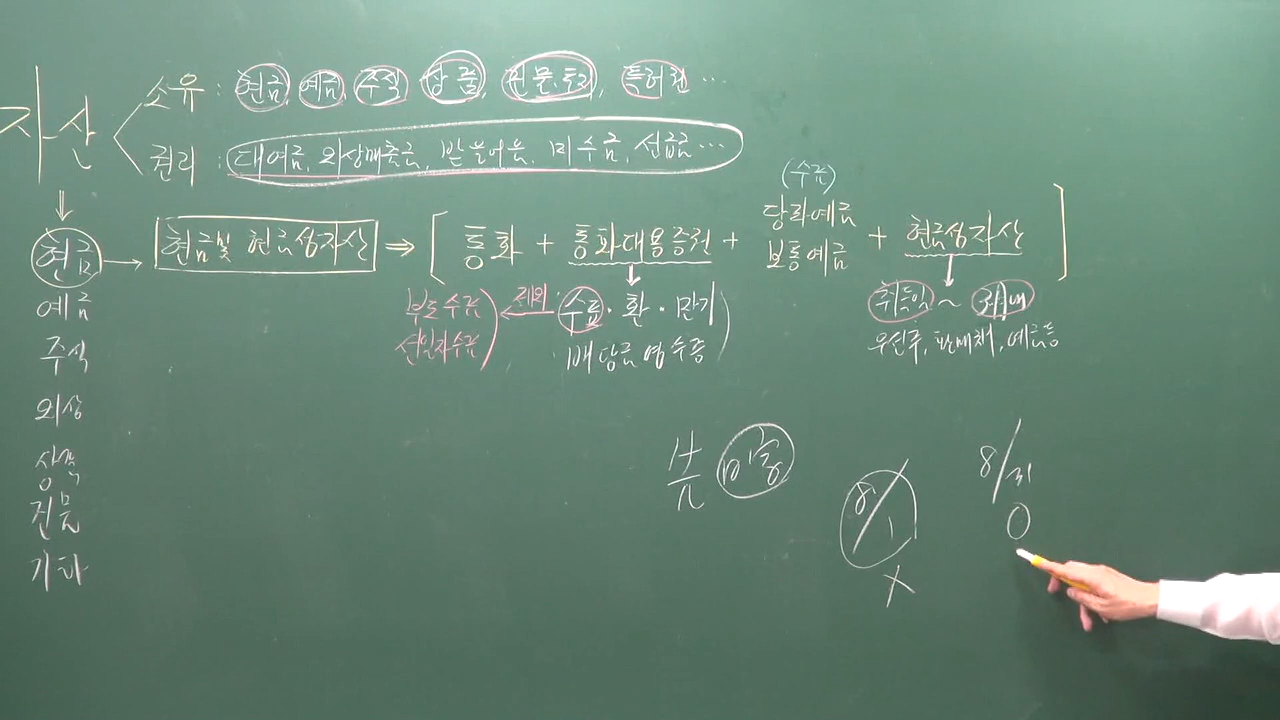 자산
소유 : 현금, 예금, 주식, 상품, 건물·토지, 특허권 …
권리 : 대여금, 외상매출금, 받을어음, 미수금, 선급금 …
현금 → 현금및 현금성자산 ⇒ [ 통화 + 통화대용증권 + (수표) 당좌예금 보통예금 + 현금성자산 ]
부도수표
선일자수표
제외
수표·환·만기
배당금영수증
취득일 ~ 3개내
우선주, 판매채, 예금등
예금
주식
외상
상품
건물
기타
8/1
X
8/31
O